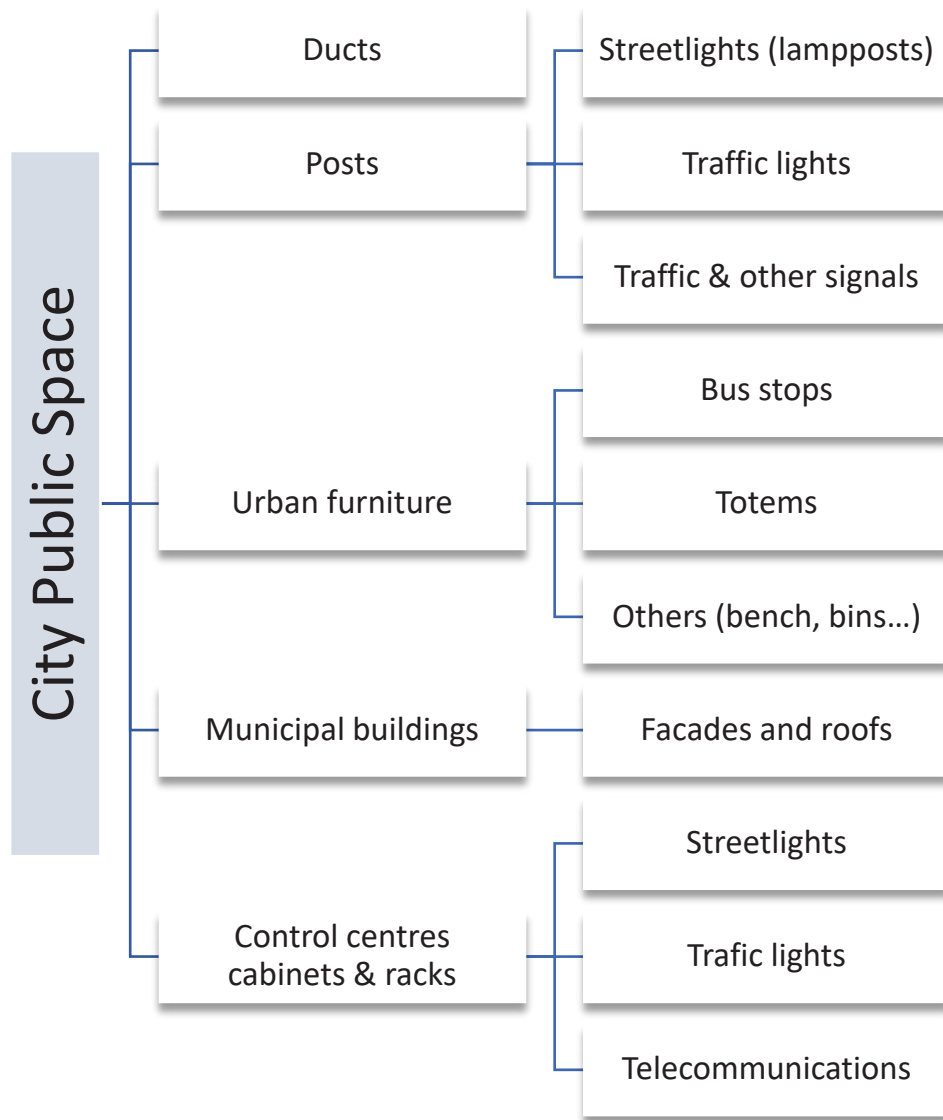 City Public Space
Ducts
Posts
Streetlights (lampposts)
Traffic lights
Traffic & other signals
Urban furniture
Bus stops
Totems
Others (bench, bins...)
Municipal buildings
Facades and roofs
Control centres
cabinets & racks
Streetlights
Trafic lights
Telecommunications